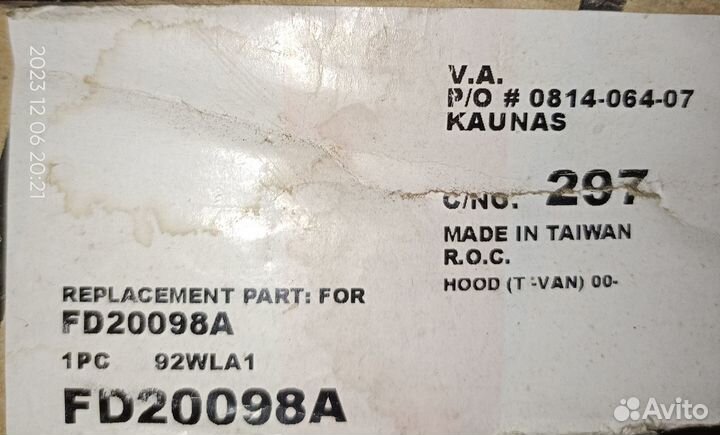 2023 12 06 20:21
V.A.
P/O # 0814-064-07
KAUNAS
C/NO. 297
MADE IN TAIWAN
R.O.C.
HOOD 00-
REPLACEMENT PART: FOR
FD20098A
1PC 92WLA1
FD20098A
Avito